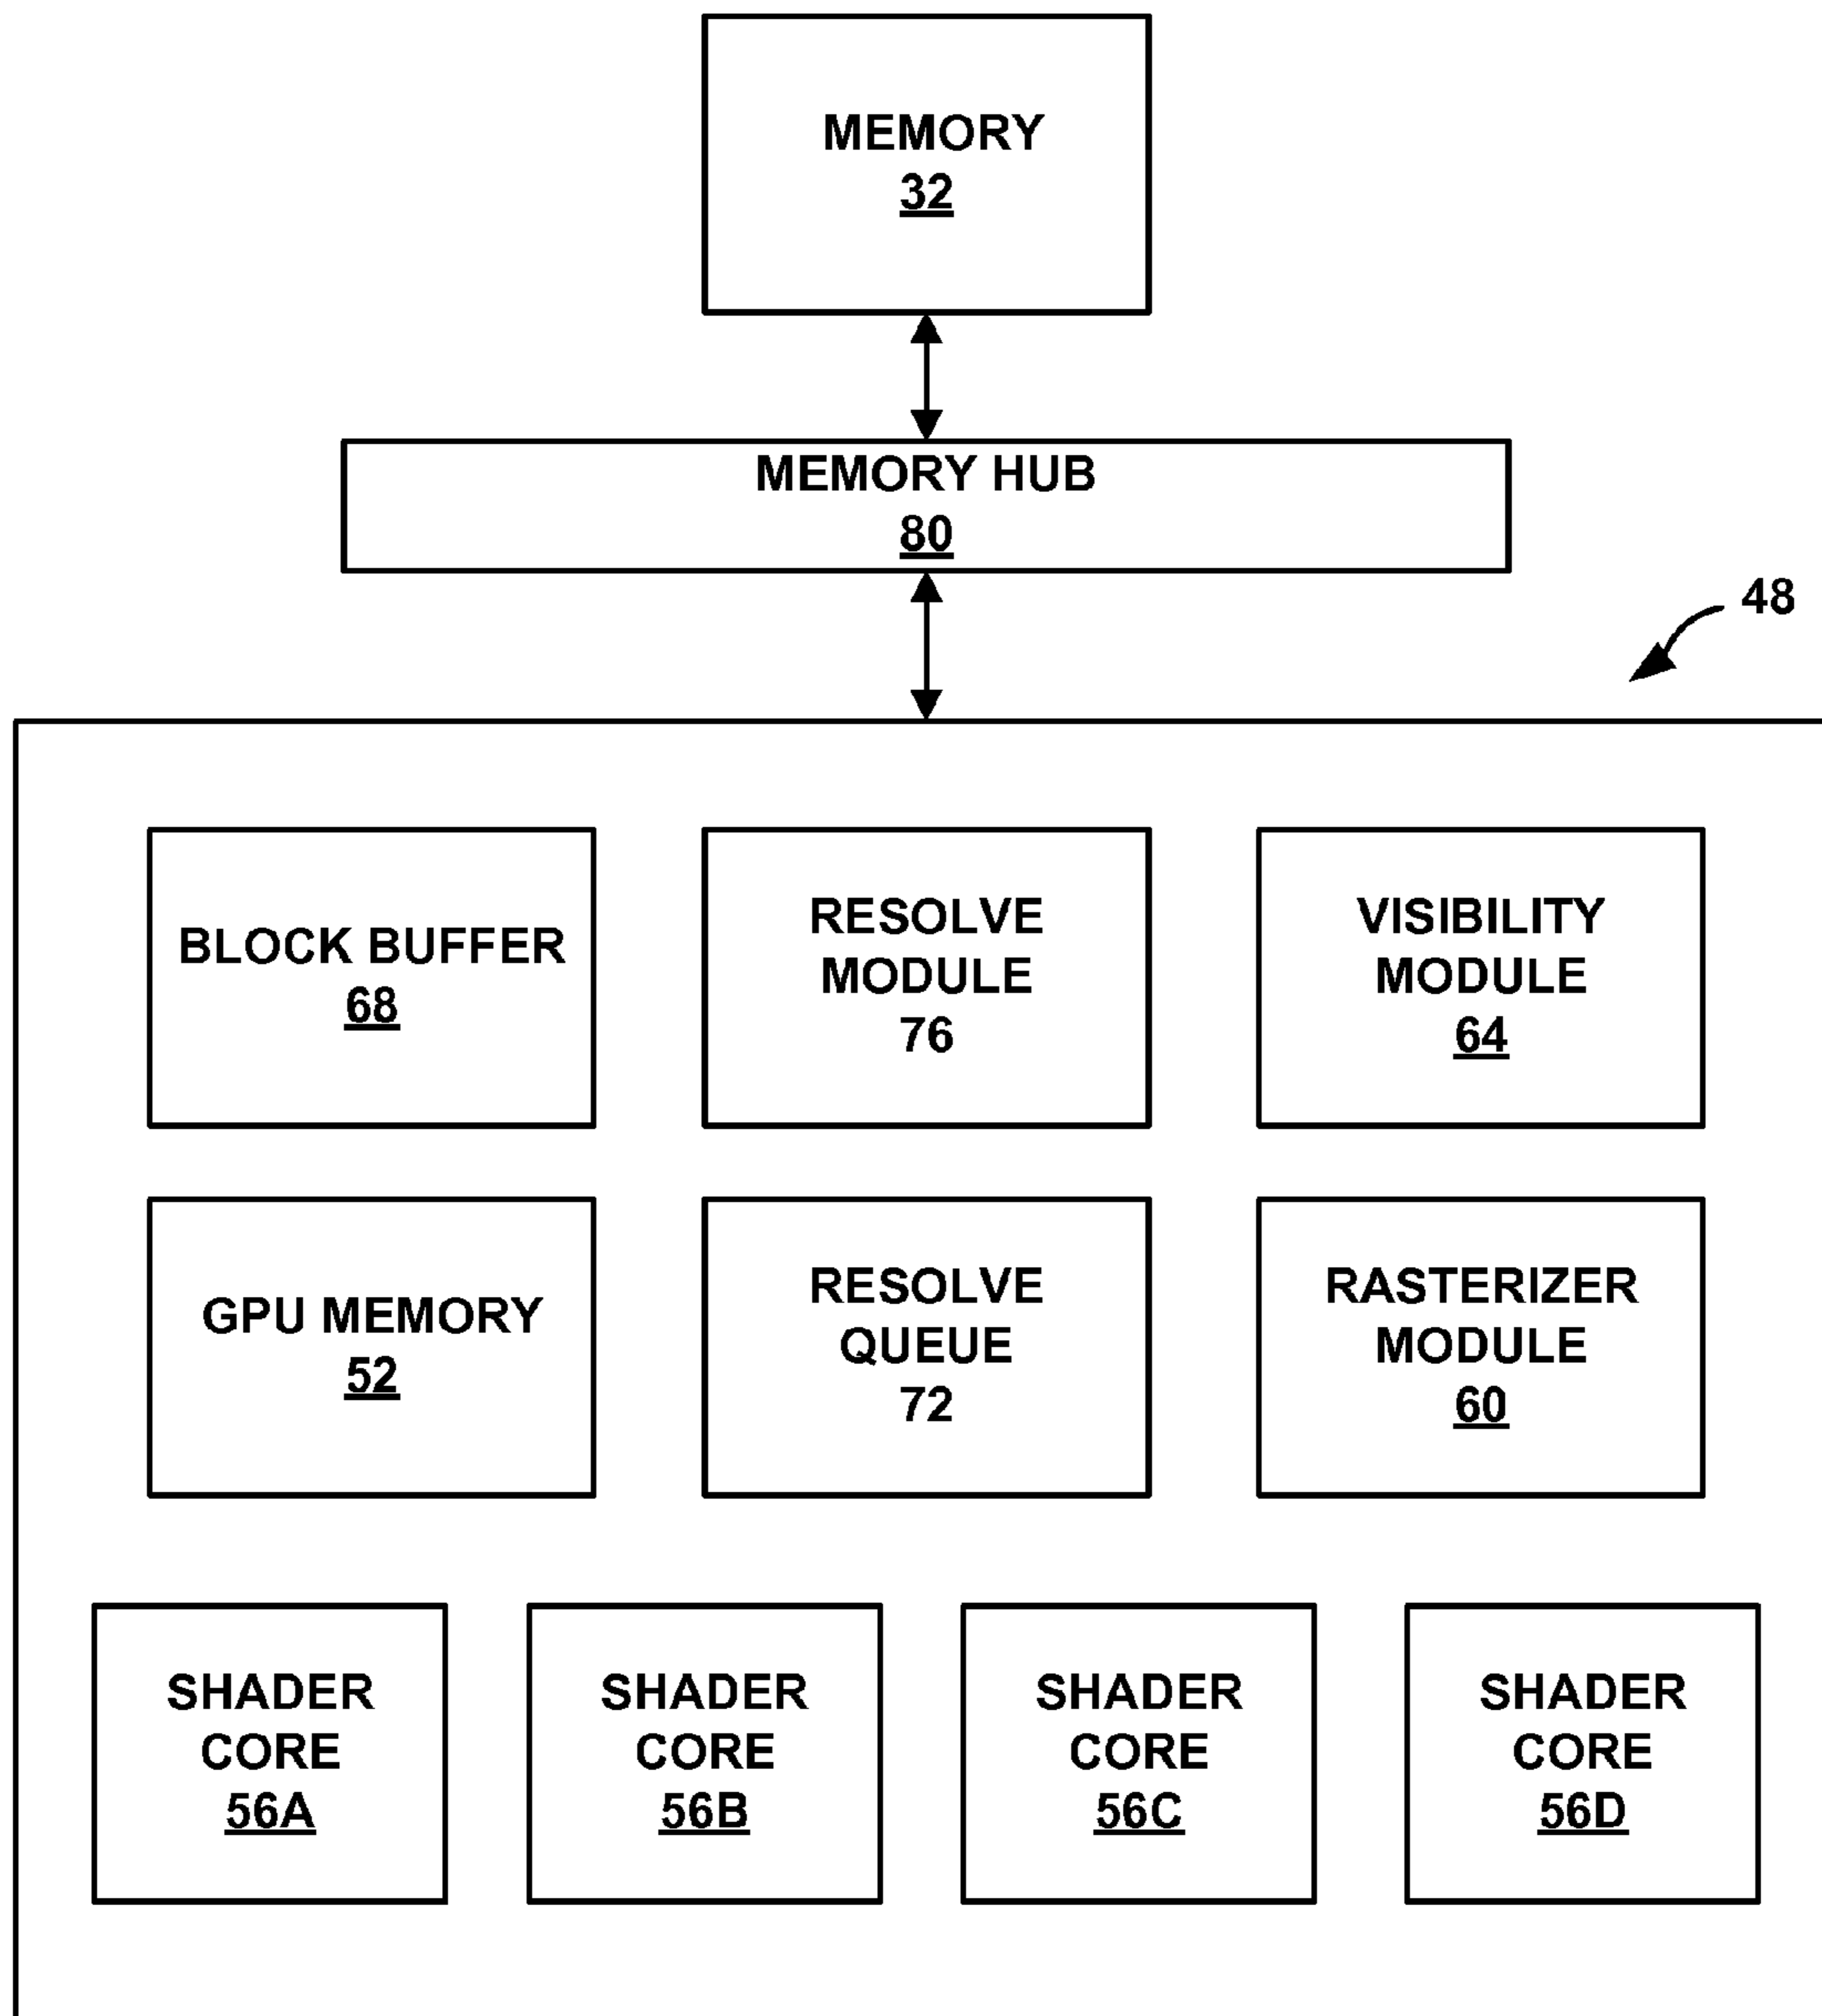 MEMORY
32
MEMORY HUB
80
48
BLOCK BUFFER
68
RESOLVE
MODULE
76
VISIBILITY
MODULE
64
GPU MEMORY
52
RESOLVE
QUEUE
72
RASTERIZER
MODULE
60
SHADER
CORE
56A
SHADER
CORE
56B
SHADER
CORE
56C
SHADER
CORE
56D